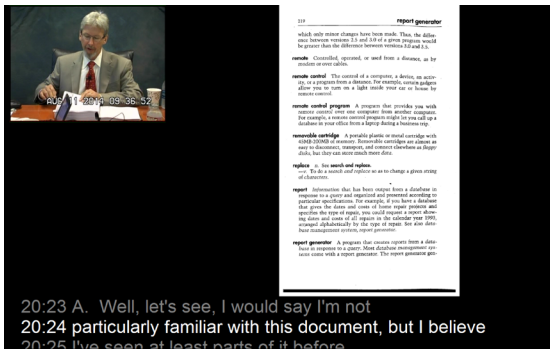 AUG 11 2014 09 36:52
219 report generator
which only minor changes have been made. Thus, the differ-
ence between versions 2.5 and 3.0 of a given program would
be greater than the difference between versions 3.0 and 3.5.
remote Controlled, operated, or used from a distance, as by
modem or over cables.
remote control The control of a computer, a device, an activ-
ity, or a program from a distance. For example, certain gadgets
allow you to turn on a light inside your car or house by
remote control.
remote control program A program that provides you with
remote control over one computer from another computer.
For example, a remote control program might let you call up a
database in your office from a laptop during a business trip.
removable cartridge A portable plastic or metal cartridge with
45MB-200MB of memory. Removable cartridges are almost as
easy to disconnect, transport, and connect elsewhere as floppy
disks, but they can store much more data.
replace n. See search and replace.
—v. To do a search and replace so as to change a given string
of characters.
report Information that has been output from a database in
response to a query and organized and presented according to
particular specifications. For example, if you have a database
that gives the dates and costs of home repair projects and
specifies the type of repair, you could request a report show-
ing dates and costs of all repairs in the calendar year 1993,
arranged alphabetically by the type of repair. See also data-
base management system, report generator.
report generator A program that creates reports from a data-
base in response to a query. Most database management sys-
tems come with a report generator. The report generator gen-
20:23 A. Well, let's see, I would say I'm not
20:24 particularly familiar with this document, but I believe
20:25 I've seen at least parts of it before